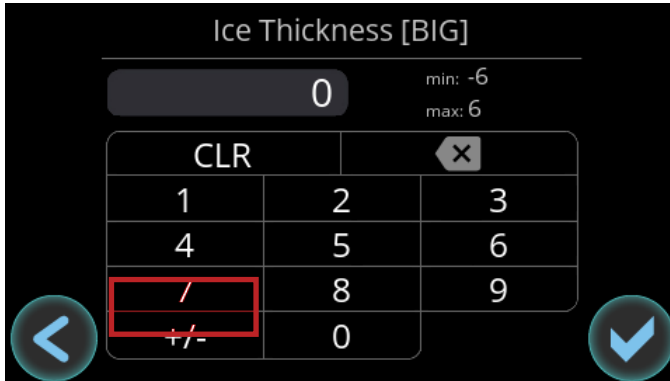 Ice Thickness [BIG]
0 min: -6
max: 6
CLR
1 2 3
4 5 6
7 8 9
+/- 0